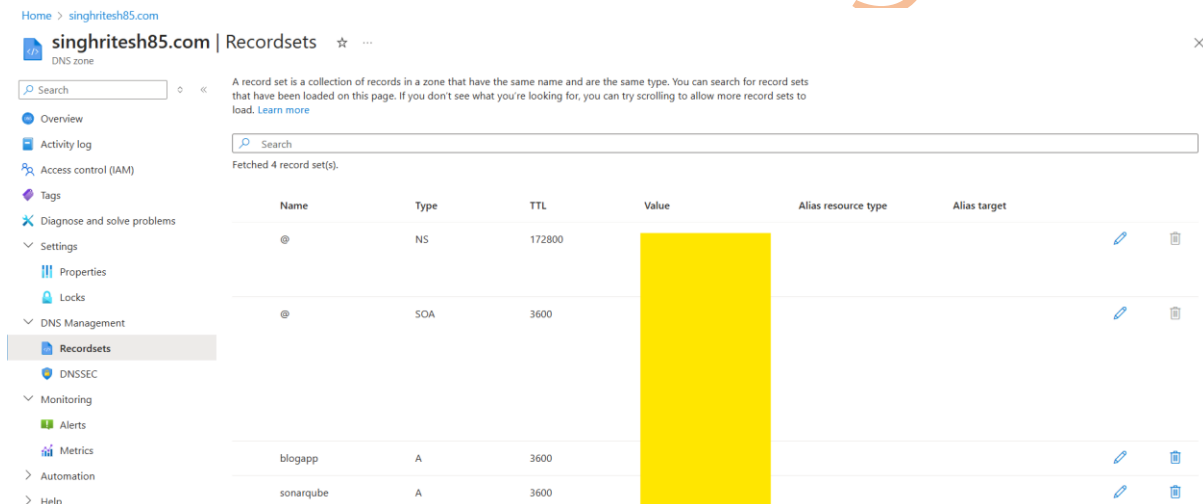 Home > singhritesh85.com
singhritesh85.com | Recordsets
DNS zone
Search
Overview
Activity log
Access control (IAM)
Tags
Diagnose and solve problems
Settings
Properties
Locks
DNS Management
Recordsets
DNSSEC
Monitoring
Alerts
Metrics
Automation
Help
A record set is a collection of records in a zone that have the same name and are the same type. You can search for record sets
that have been loaded on this page. If you don't see what you're looking for, you can try scrolling to allow more record sets to
load. Learn more
Search
Fetched 4 record set(s).
Name Type TTL Value Alias resource type Alias target
@ NS 172800
@ SOA 3600
blogapp A 3600
sonarqube A 3600